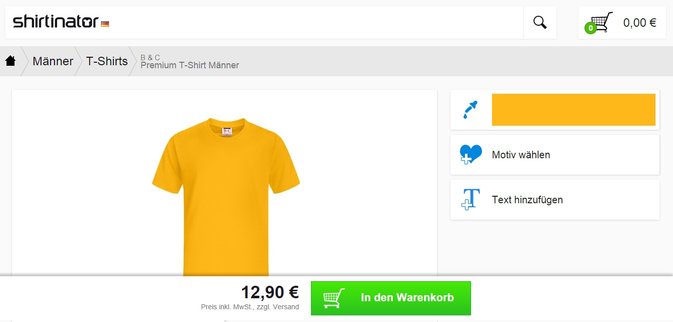 shirtinator
0
0,00 €
Männer
T-Shirts
B & C
Premium T-Shirt Männer
Motiv wählen
Text hinzufügen
12,90 €
Preis inkl. MwSt., zzgl. Versand
In den Warenkorb